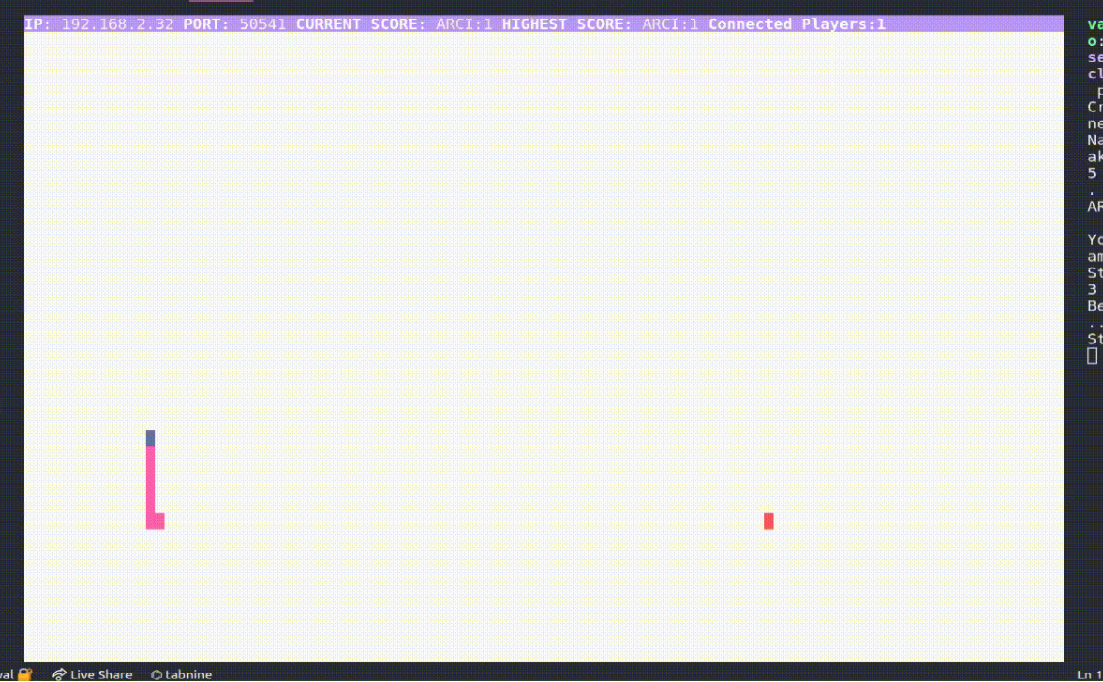 IP: 192.168.2.32 PORT: 50541 CURRENT SCORE: ARCI:1 HIGHEST SCORE: ARCI:1 Connected Players:1
va
o:
se
cl
p
Cr
ne
Na
ak
5
.
AR
Yo
am
St
3
Be
..
St
val Live Share tabnine Ln 1